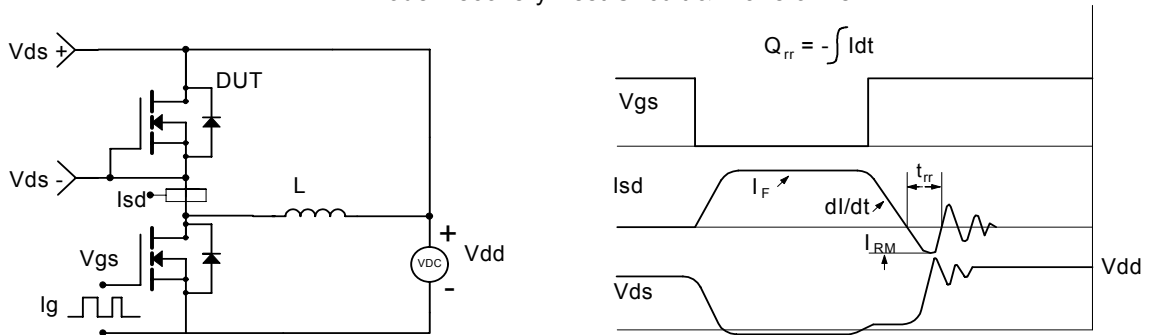 Vds +
DUT
Vds -
Isd
L
Vgs
Ig
+
VDC
-
Vdd
Qrr = -∫Idt
Vgs
Isd
IF
dI/dt
trr
IRM
Vds
Vdd